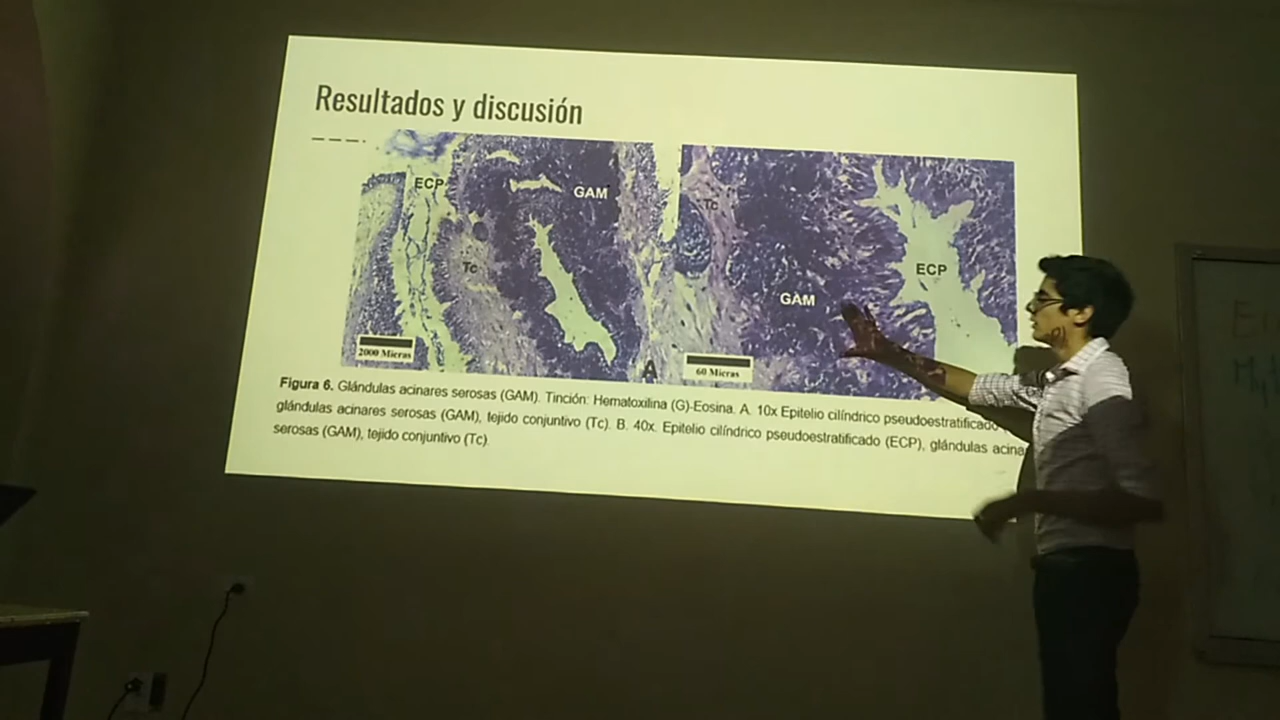 Resultados y discusión
ECP
GAM
Tc
Tc
ECP
GAM
2000 Micras
A
60 Micras
Figura 6. Glándulas acinares serosas (GAM). Tinción: Hematoxilina (G)-Eosina. A. 10x Epitelio cilíndrico pseudoestratificado
glándulas acinares serosas (GAM), tejido conjuntivo (Tc). B. 40x. Epitelio cilíndrico pseudoestratificado (ECP), glándulas
serosas (GAM), tejido conjuntivo (Tc).